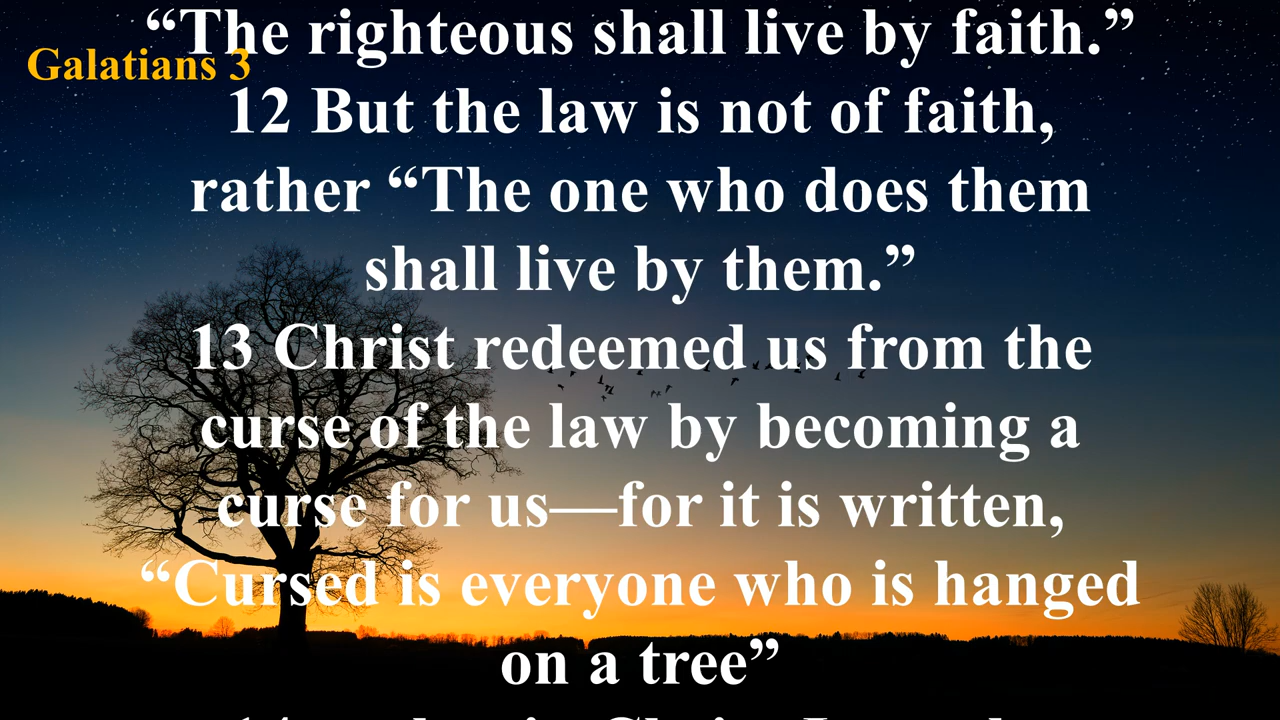 “The righteous shall live by faith.”
Galatians 3
12 But the law is not of faith,
rather “The one who does them
shall live by them.”
13 Christ redeemed us from the
curse of the law by becoming a
curse for us—for it is written,
“Cursed is everyone who is hanged
on a tree”